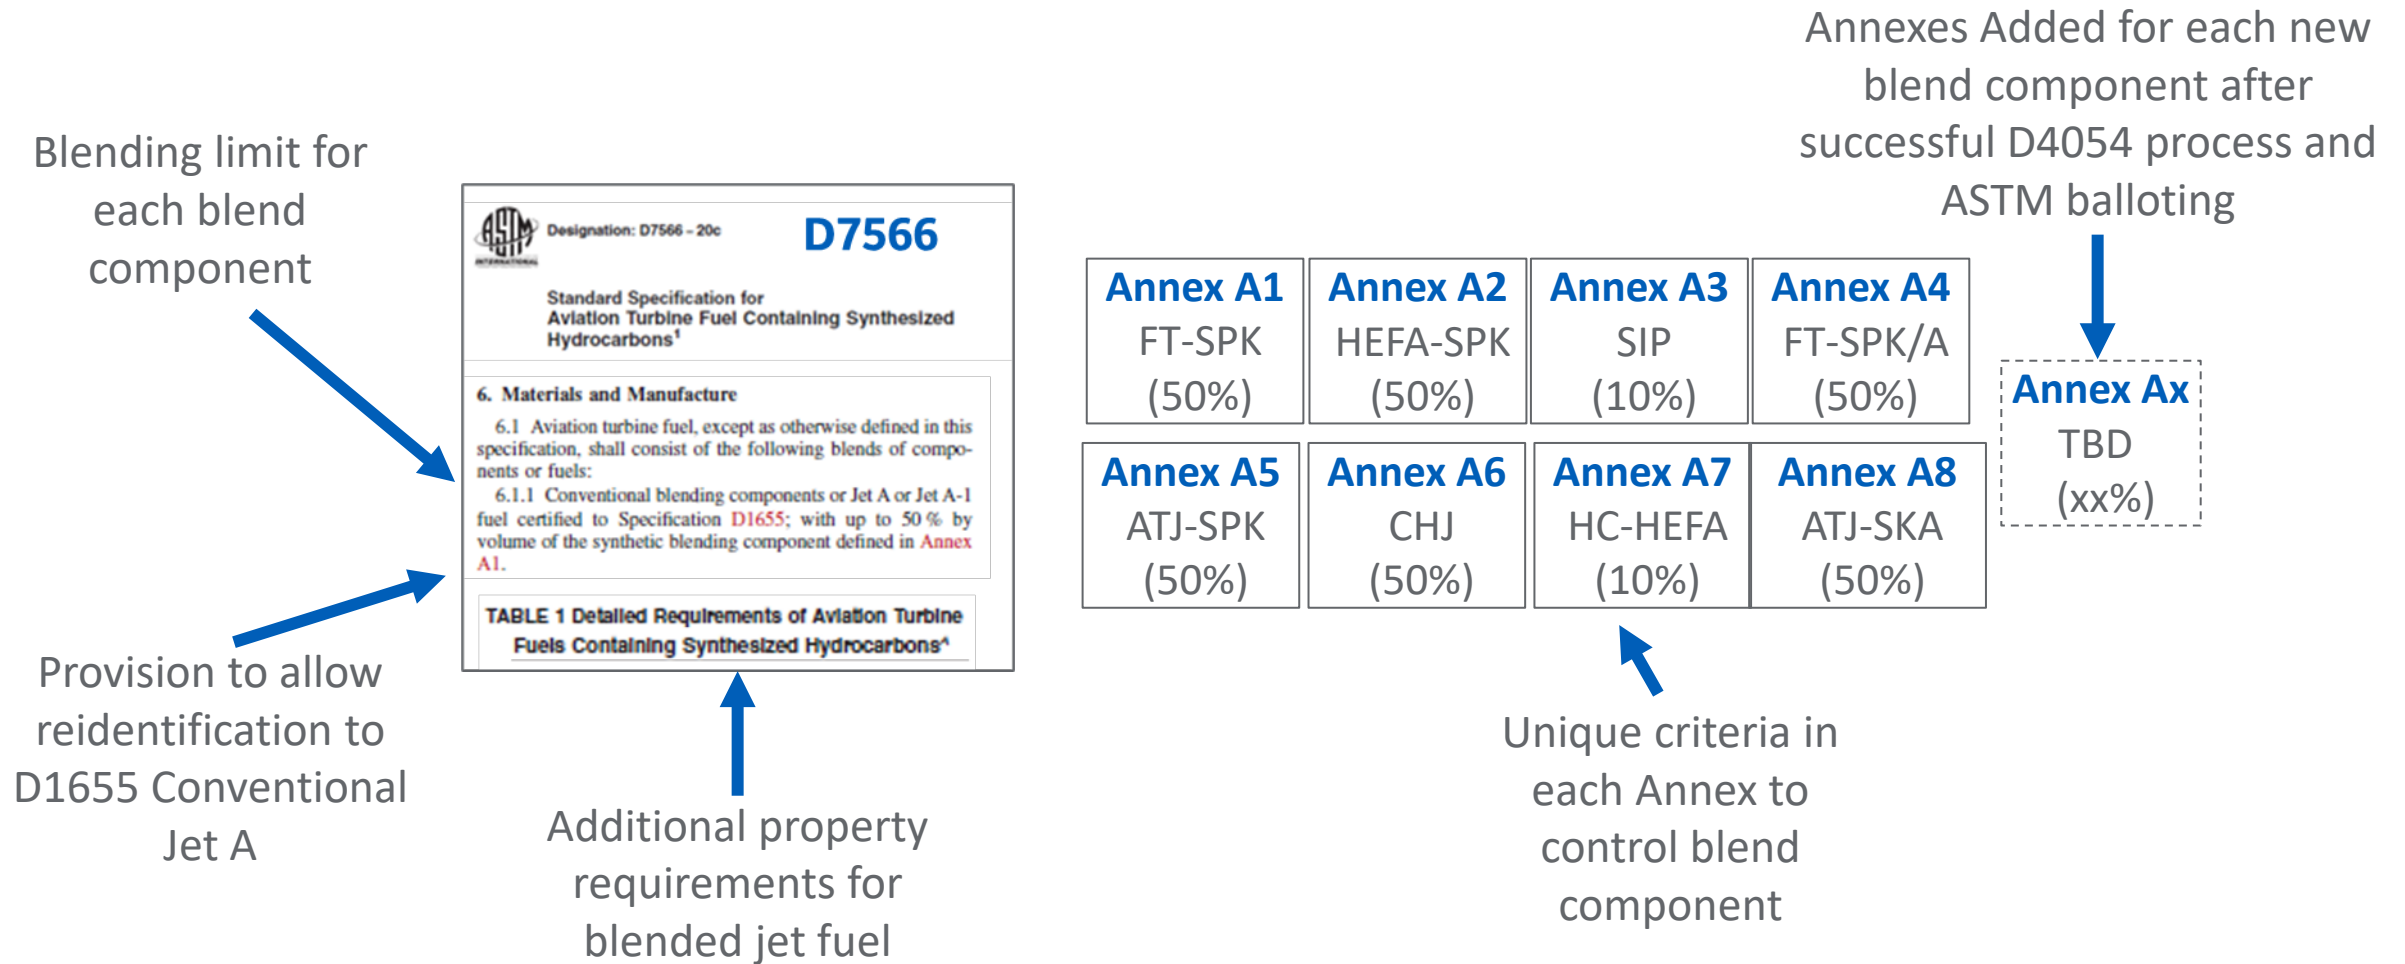 Blending limit for
each blend
component
Provision to allow
reidentification to
D1655 Conventional
Jet A
ASTM
INTERNATIONAL
Designation: D7566 – 20c
D7566
Standard Specification for
Aviation Turbine Fuel Containing Synthesized
Hydrocarbons¹
6. Materials and Manufacture
6.1 Aviation turbine fuel, except as otherwise defined in this
specification, shall consist of the following blends of compo-
nents or fuels:
6.1.1 Conventional blending components or Jet A or Jet A-1
fuel certified to Specification D1655; with up to 50 % by
volume of the synthetic blending component defined in Annex
A1.
TABLE 1 Detailed Requirements of Aviation Turbine
Fuels Containing Synthesized Hydrocarbonsᴬ
Additional property
requirements for
blended jet fuel
Annexes Added for each new
blend component after
successful D4054 process and
ASTM balloting
Annex A1
FT-SPK
(50%)
Annex A2
HEFA-SPK
(50%)
Annex A3
SIP
(10%)
Annex A4
FT-SPK/A
(50%)
Annex A5
ATJ-SPK
(50%)
Annex A6
CHJ
(50%)
Annex A7
HC-HEFA
(10%)
Annex A8
ATJ-SKA
(50%)
Annex Ax
TBD
(xx%)
Unique criteria in
each Annex to
control blend
component